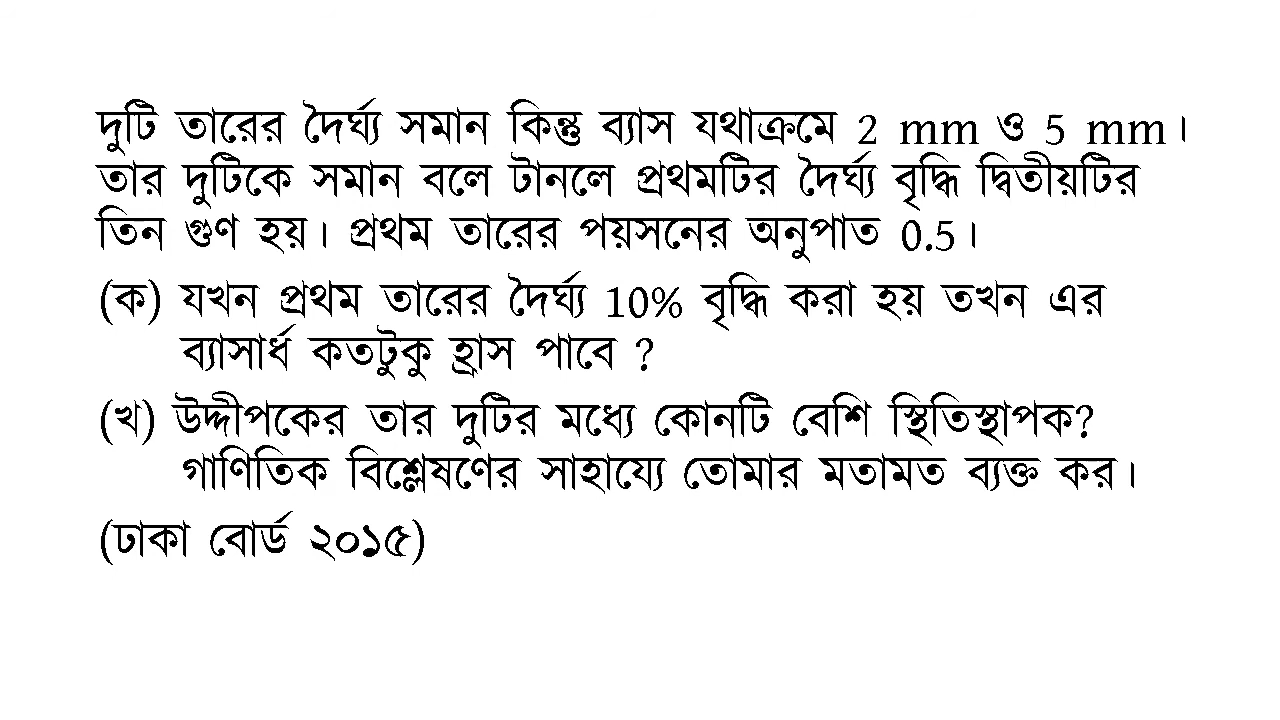 দুটি তারের দৈর্ঘ্য সমান কিন্তু ব্যাস যথাক্রমে 2 mm ও 5 mm।
তার দুটিকে সমান বলে টানলে প্রথমটির দৈর্ঘ্য বৃদ্ধি দ্বিতীয়টির
তিন গুণ হয়। প্রথম তারের পয়সনের অনুপাত 0.5।
(ক) যখন প্রথম তারের দৈর্ঘ্য 10% বৃদ্ধি করা হয় তখন এর
ব্যাসার্ধ কতটুকু হ্রাস পাবে ?
(খ) উদ্দীপকের তার দুটির মধ্যে কোনটি বেশি স্থিতিস্থাপক?
গাণিতিক বিশ্লেষণের সাহায্যে তোমার মতামত ব্যক্ত কর।
(ঢাকা বোর্ড ২০১৫)